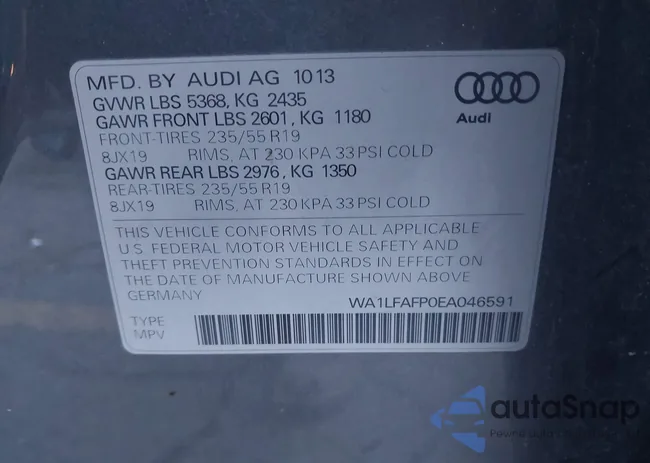 MFD. BY AUDI AG 1013
GVWR LBS 5368, KG 2435
GAWR FRONT LBS 2601, KG 1180
FRONT-TIRES 235/55 R19
8JX19 RIMS, AT 230 KPA 33 PSI COLD
GAWR REAR LBS 2976, KG 1350
REAR-TIRES 235/55 R19
8JX19 RIMS, AT 230 KPA 33 PSI COLD
Audi
THIS VEHICLE CONFORMS TO ALL APPLICABLE
U.S. FEDERAL MOTOR VEHICLE SAFETY AND
THEFT PREVENTION STANDARDS IN EFFECT ON
THE DATE OF MANUFACTURE SHOWN ABOVE
GERMANY WA1LFAFP0EA046591
TYPE
MPV
autoSnap